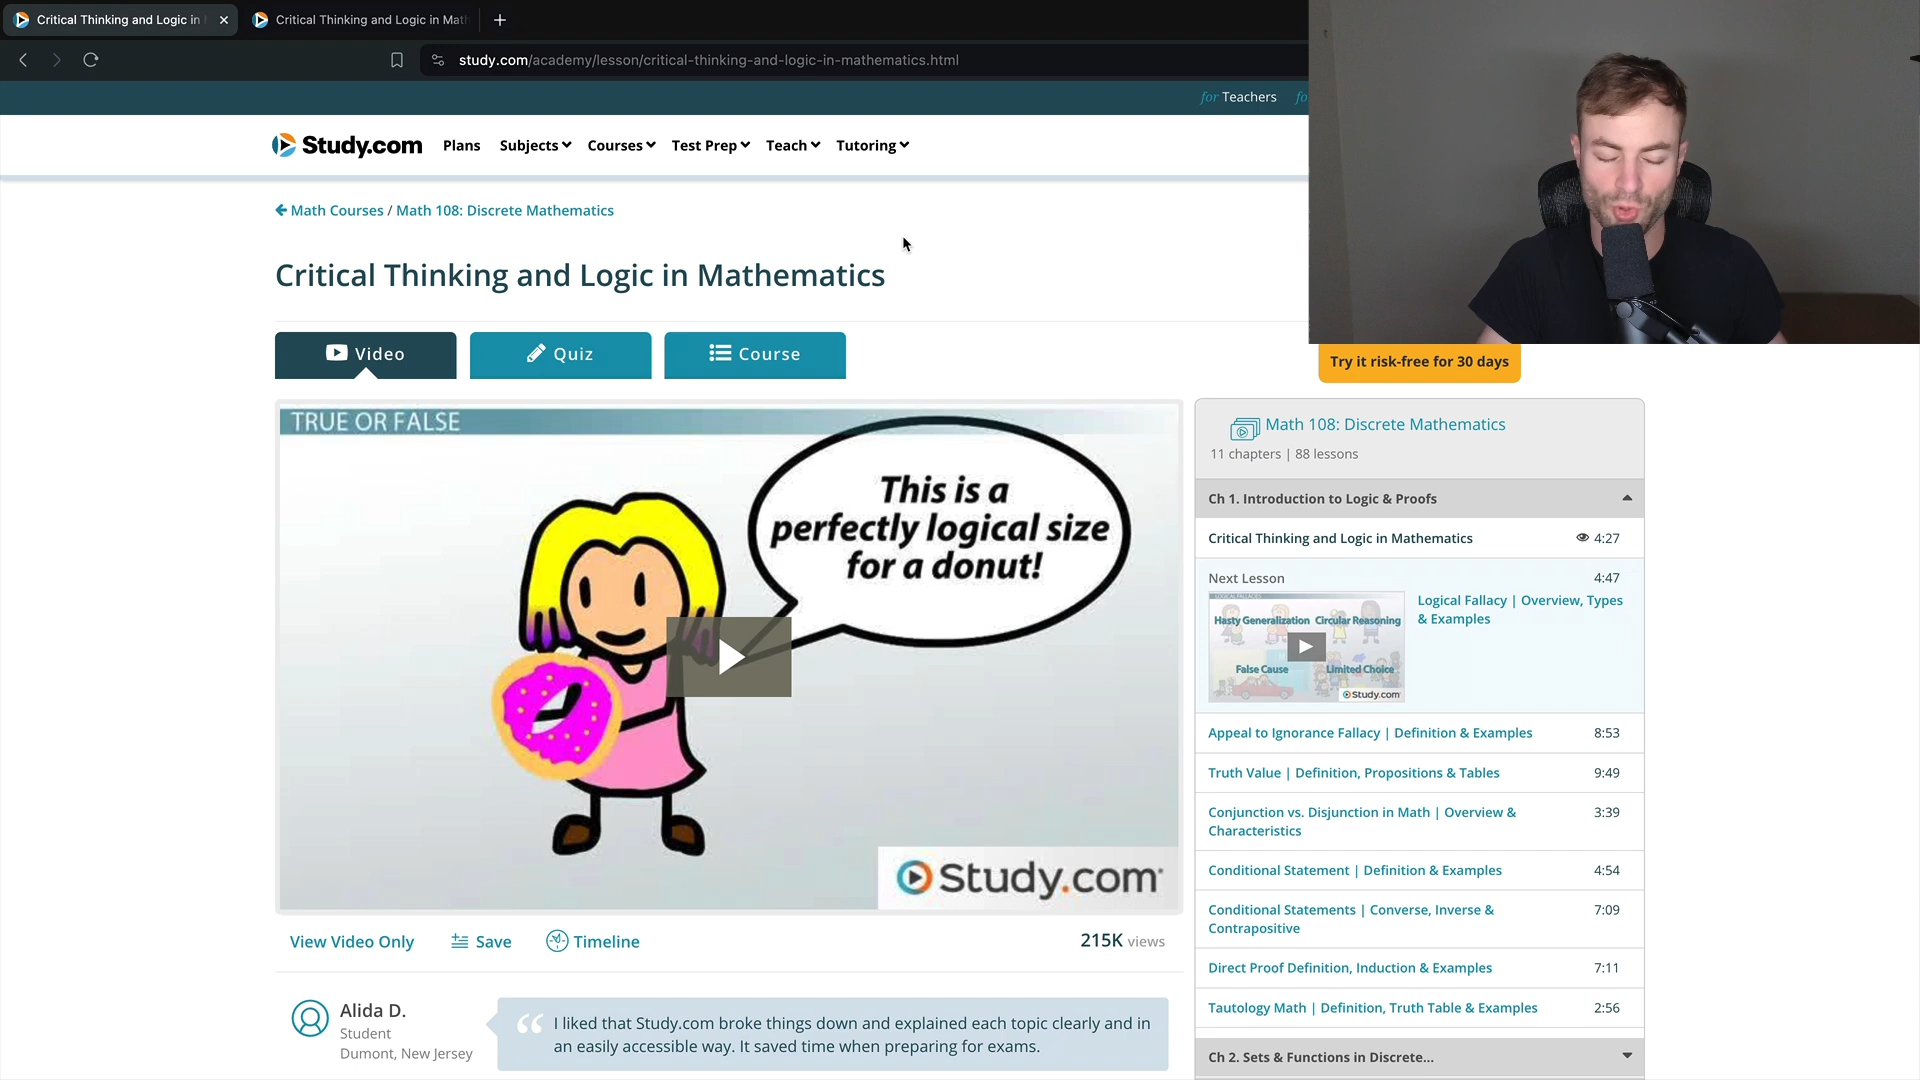 Critical Thinking and Logic in
Critical Thinking and Logic in Mat
study.com/academy/lesson/critical-thinking-and-logic-in-mathematics.html
for Teachers fo
Study.com Plans Subjects Courses Test Prep Teach Tutoring
Math Courses / Math 108: Discrete Mathematics
Critical Thinking and Logic in Mathematics
Video
Quiz
Course
Try it risk-free for 30 days
TRUE OR FALSE
This is a
perfectly logical size
for a donut!
Study.com
View Video Only
Save
Timeline
215K views
Alida D.
Student
Dumont, New Jersey
“ I liked that Study.com broke things down and explained each topic clearly and in
an easily accessible way. It saved time when preparing for exams.
Math 108: Discrete Mathematics
11 chapters | 88 lessons
Ch 1. Introduction to Logic & Proofs
Critical Thinking and Logic in Mathematics 4:27
Next Lesson 4:47
LOGICAL FALLACIES
Hasty Generalization Circular Reasoning
False Cause Limited Choice
Study.com
Logical Fallacy | Overview, Types
& Examples
Appeal to Ignorance Fallacy | Definition & Examples 8:53
Truth Value | Definition, Propositions & Tables 9:49
Conjunction vs. Disjunction in Math | Overview & 3:39
Characteristics
Conditional Statement | Definition & Examples 4:54
Conditional Statements | Converse, Inverse & 7:09
Contrapositive
Direct Proof Definition, Induction & Examples 7:11
Tautology Math | Definition, Truth Table & Examples 2:56
Ch 2. Sets & Functions in Discrete...